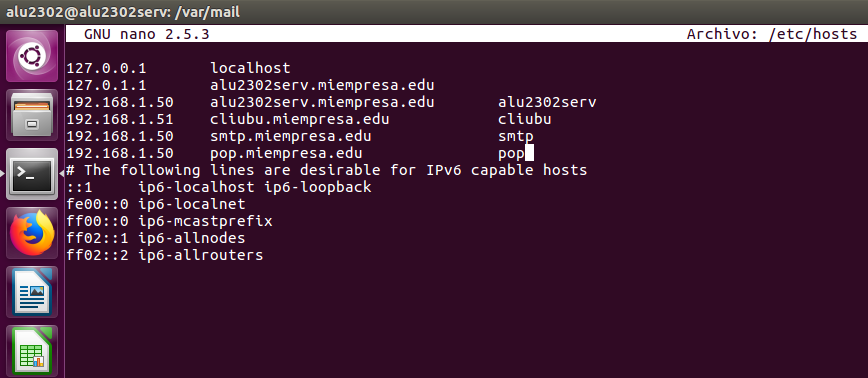 alu2302@alu2302serv: /var/mail
GNU nano 2.5.3 Archivo: /etc/hosts
127.0.0.1 localhost
127.0.1.1 alu2302serv.miempresa.edu
192.168.1.50 alu2302serv.miempresa.edu alu2302serv
192.168.1.51 cliubu.miempresa.edu cliubu
192.168.1.50 smtp.miempresa.edu smtp
192.168.1.50 pop.miempresa.edu pop
# The following lines are desirable for IPv6 capable hosts
::1 ip6-localhost ip6-loopback
fe00::0 ip6-localnet
ff00::0 ip6-mcastprefix
ff02::1 ip6-allnodes
ff02::2 ip6-allrouters